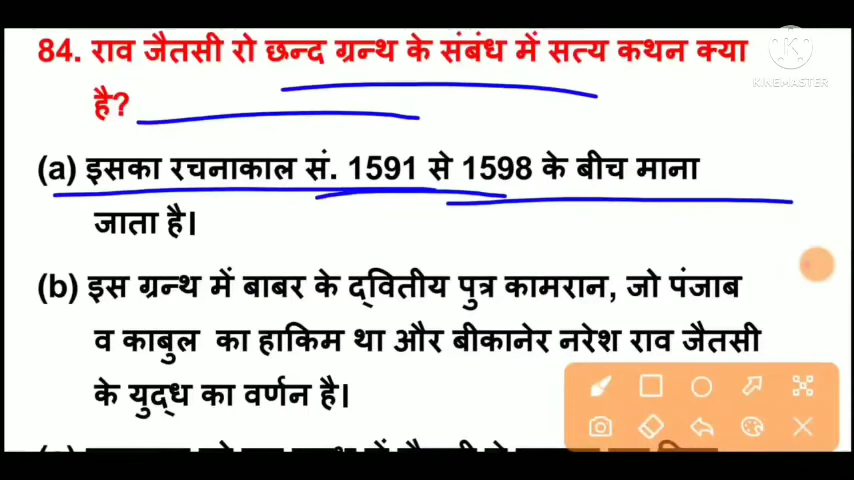 84. राव जैतसी रो छन्द ग्रन्थ के संबंध में सत्य कथन क्या
है?
KINEMASTER
(a) इसका रचनाकाल सं. 1591 से 1598 के बीच माना
जाता है।
(b) इस ग्रन्थ में बाबर के द्वितीय पुत्र कामरान, जो पंजाब
व काबुल का हाकिम था और बीकानेर नरेश राव जैतसी
के युद्ध का वर्णन है।